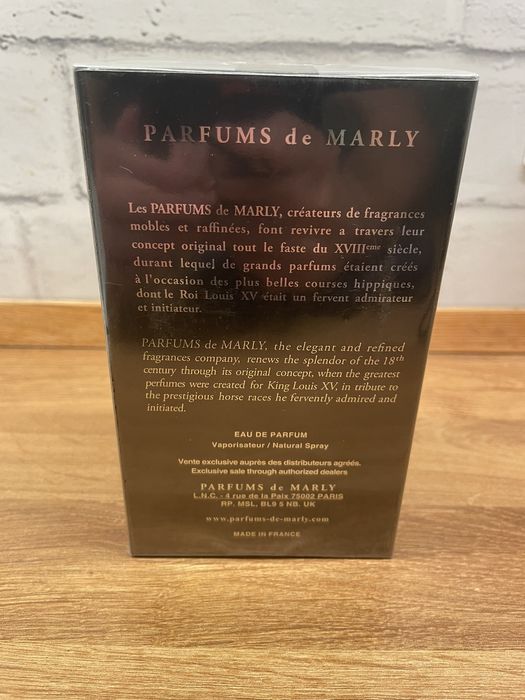 PARFUMS de MARLY
Les PARFUMS de MARLY, créateurs de fragrances
mobles et raffinées, font revivre a travers leur
concept original tout le faste du XVIIIeme siècle,
durant lequel de grands parfums étaient créés
à l'occasion des plus belles courses hippiques,
dont le Roi Louis XV était un fervent admirateur
et initiateur.
PARFUMS de MARLY, the elegant and refined
fragrances company, renews the splendor of the 18th
century through its original concept, when the greatest
perfumes were created for King Louis XV, in tribute to
the prestigious horse races he fervently admired and
initiated.
EAU DE PARFUM
Vaporisateur / Natural Spray
Vente exclusive auprès des distributeurs agréés.
Exclusive sale through authorized dealers
PARFUMS de MARLY
L.N.C. - 4 rue de la Paix 75002 PARIS
RP. MSL, BL9 5 NB. UK
www.parfums-de-marly.com
MADE IN FRANCE